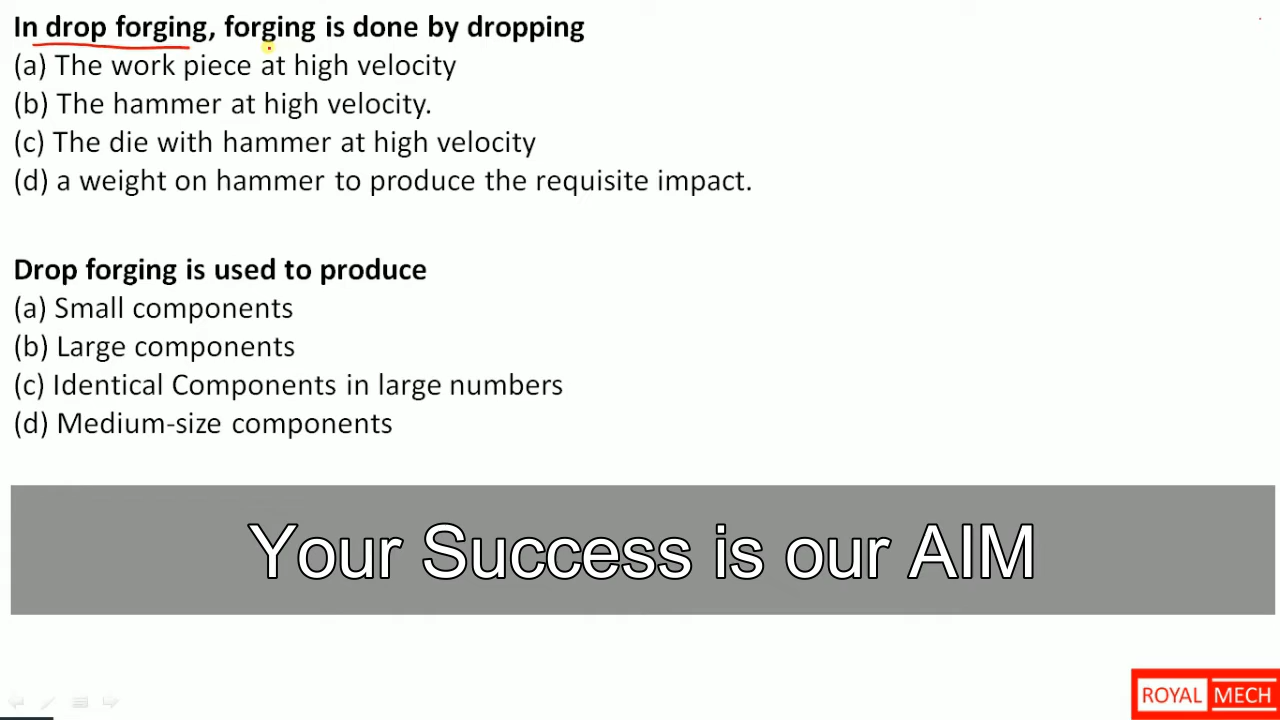 In drop forging, forging is done by dropping
(a) The work piece at high velocity
(b) The hammer at high velocity.
(c) The die with hammer at high velocity
(d) a weight on hammer to produce the requisite impact.
Drop forging is used to produce
(a) Small components
(b) Large components
(c) Identical Components in large numbers
(d) Medium-size components
Your Success is our AIM
ROYAL MECH